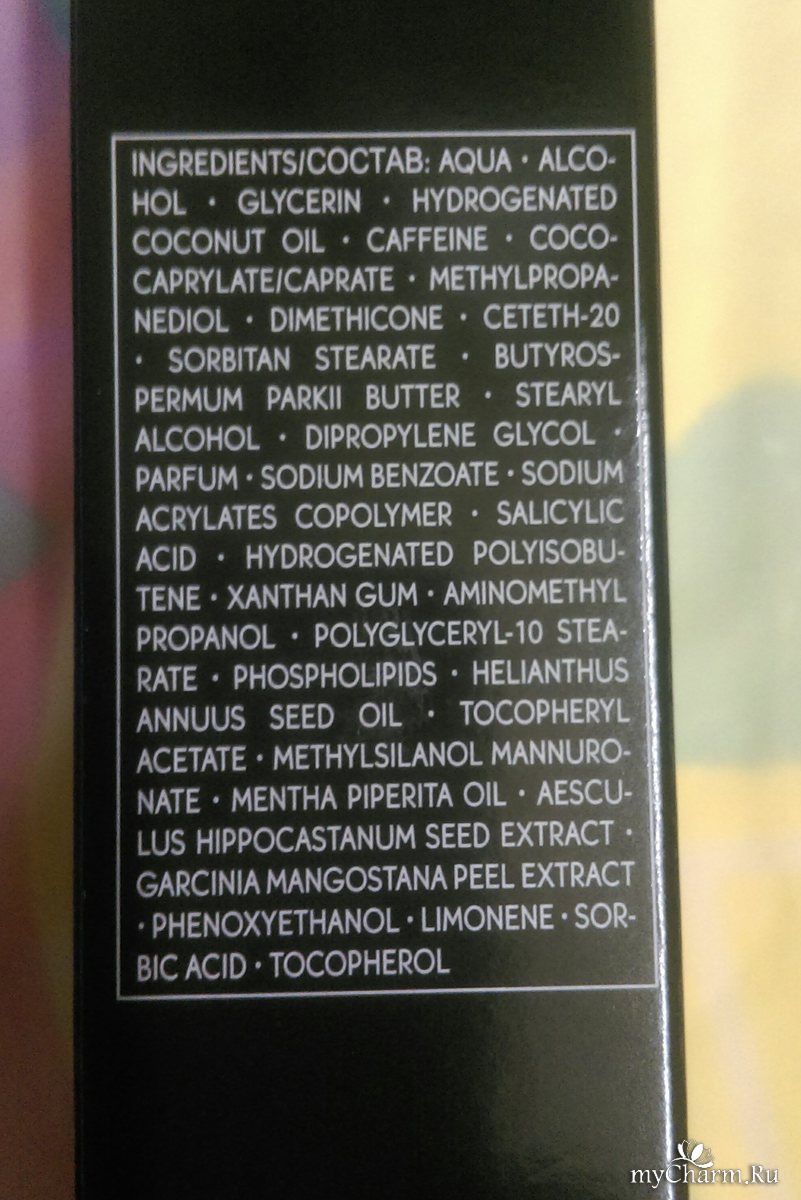 INGREDIENTS/СОСТАВ: AQUA • ALCO-
HOL • GLYCERIN • HYDROGENATED
COCONUT OIL • CAFFEINE • COCO-
CAPRYLATE/CAPRATE • METHYLPROPA-
NEDIOL • DIMETHICONE • CETETH-20
• SORBITAN STEARATE • BUTYROS-
PERMUM PARKII BUTTER • STEARYL
ALCOHOL • DIPROPYLENE GLYCOL •
PARFUM • SODIUM BENZOATE • SODIUM
ACRYLATES COPOLYMER • SALICYLIC
ACID • HYDROGENATED POLYISOBU-
TENE • XANTHAN GUM • AMINOMETHYL
PROPANOL • POLYGLYCERYL-10 STEA-
RATE • PHOSPHOLIPIDS • HELIANTHUS
ANNUUS SEED OIL • TOCOPHERYL
ACETATE • METHYLSILANOL MANNURO-
NATE • MENTHA PIPERITA OIL • AESCU-
LUS HIPPOCASTANUM SEED EXTRACT •
GARCINIA MANGOSTANA PEEL EXTRACT
• PHENOXYETHANOL • LIMONENE • SOR-
BIC ACID • TOCOPHEROL
myCharm.Ru